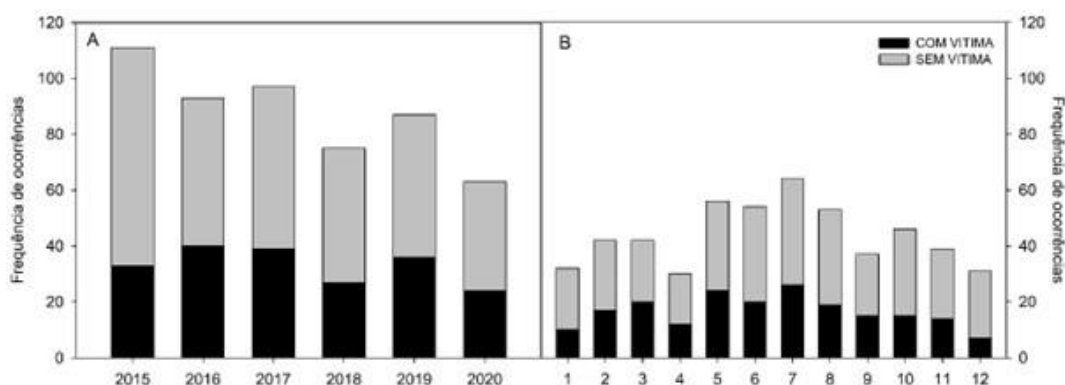 A
B
COM VITIMA
SEM VITIMA
Frequência de ocorrências
120
100
80
60
40
20
0
2015 2016 2017 2018 2019 2020
1 2 3 4 5 6 7 8 9 10 11 12
120
100
80
60
40
20
0
Frequência de ocorrências